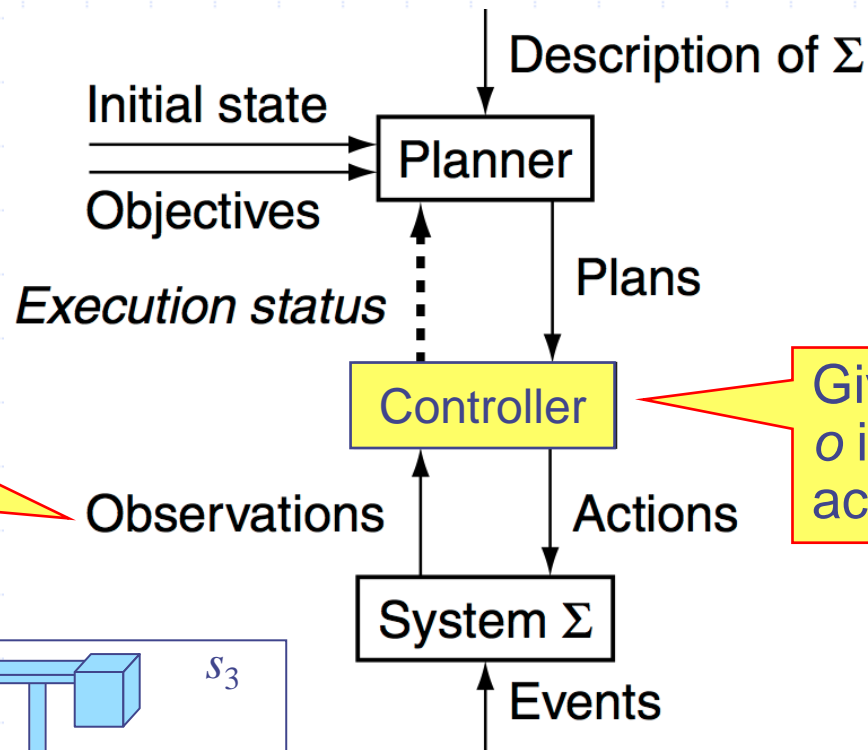 Description of Σ
Initial state
Planner
Objectives
Plans
Execution status
Controller
o
Observations
Actions
System Σ
s3
Events